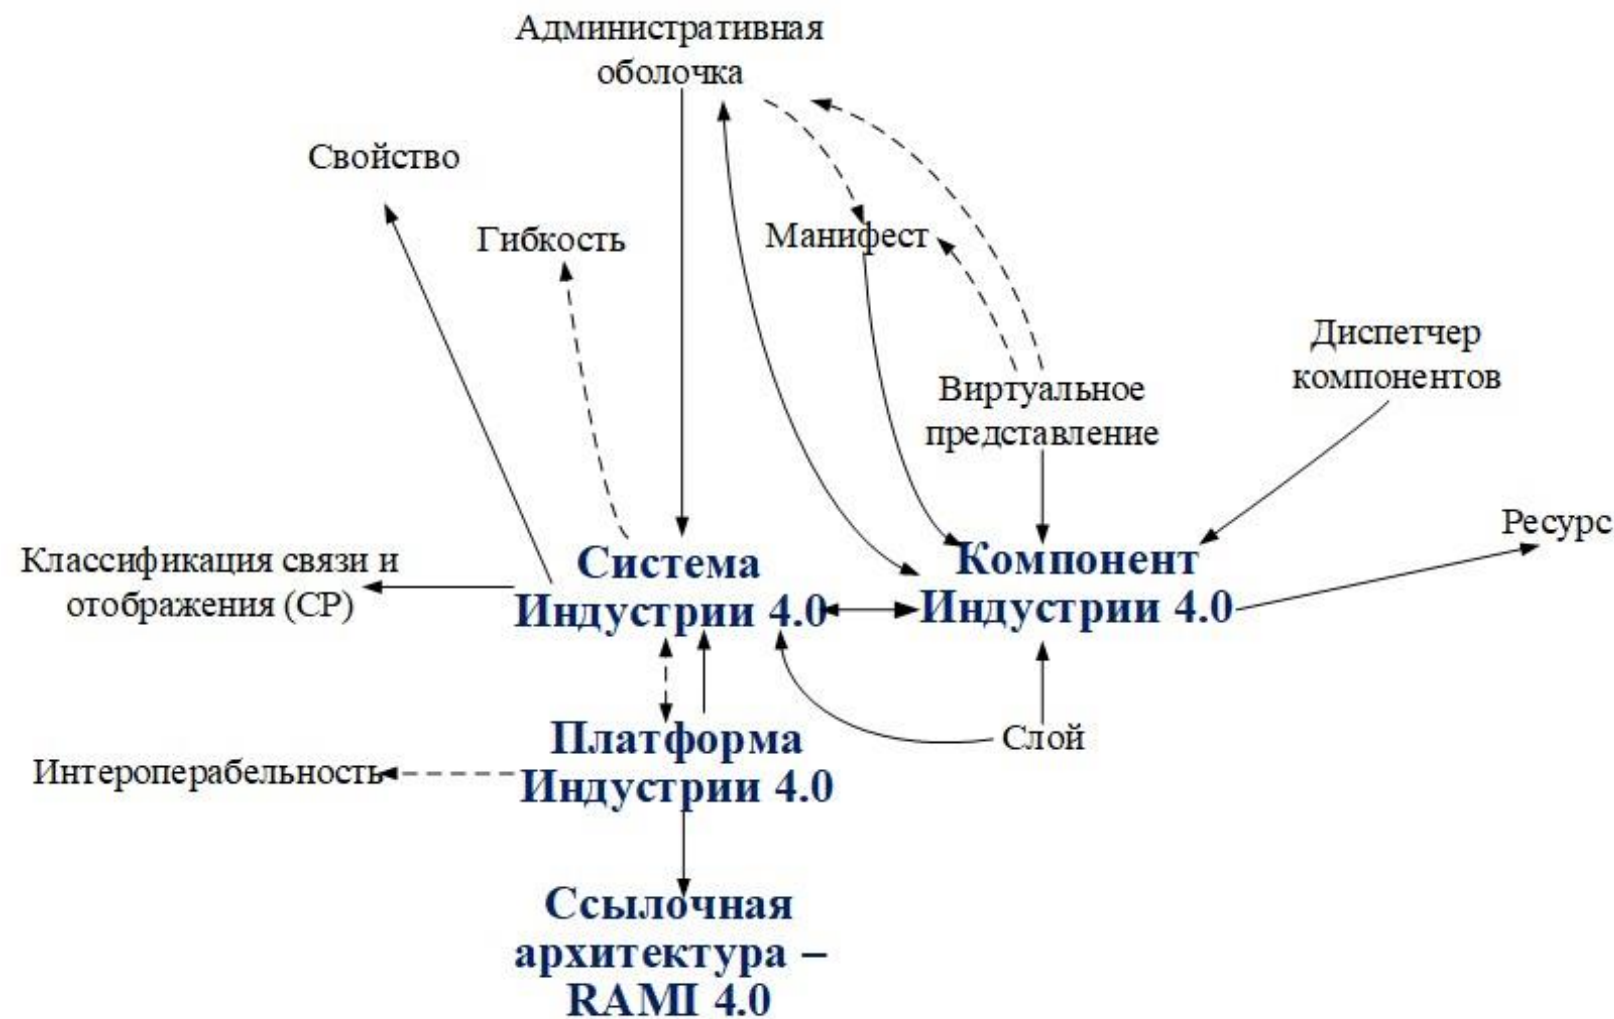 Административная
оболочка
Свойство
Гибкость
Манифест
Диспетчер
компонентов
Виртуальное
представление
Ресурс
Классификация связи и
отображения (CP)
Система
Индустрии 4.0
Компонент
Индустрии 4.0
Слой
Платформа
Индустрии 4.0
Интероперабельность
Ссылочная
архитектура –
RAMI 4.0